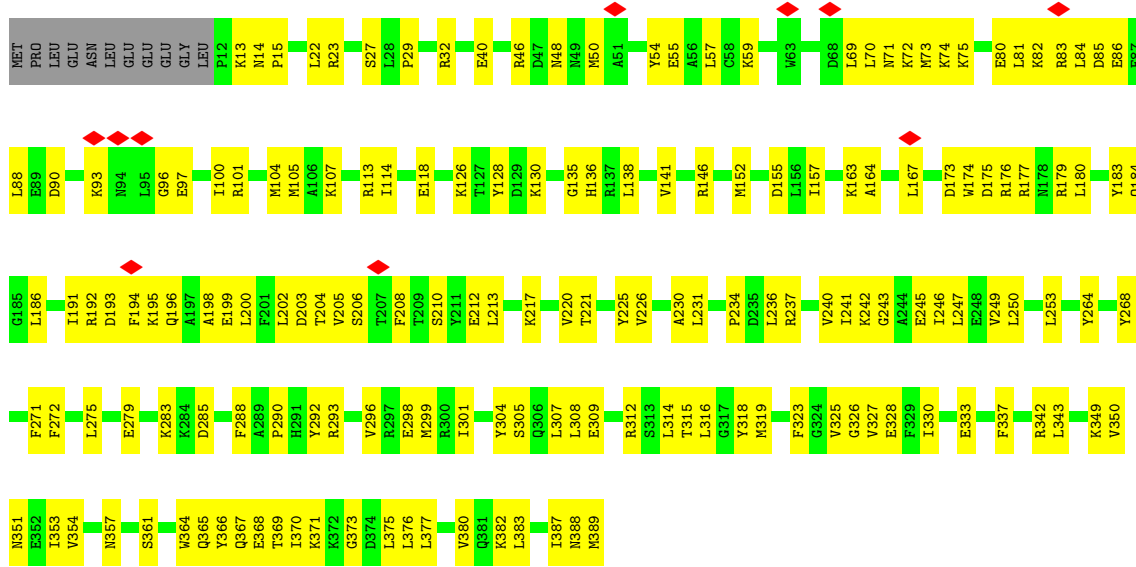 MET PRO LEU GLU ASN LEU GLU GLU GLU GLY LEU P12 K13 N14 P15 L22 R23 S27 L28 P29 R32 E40 R46 D47 N48 N49 M50 A51 Y54 E55 A56 L57 C58 K59 W63 D68 L69 L70 N71 K72 M73 K74 K75 E80 L81 K82 R83 L84 D85 E86 E87
L88 E89 D90 K93 N94 L95 G96 E97 I100 R101 M104 M105 A106 K107 R113 I114 E118 K126 T127 Y128 D129 K130 G135 H136 R137 L138 V141 R146 M152 D155 L156 I157 K163 A164 L167 D173 W174 D175 R176 R177 N178 R179 L180 Y183 D184
G185 L186 I191 R192 D193 F194 K195 Q196 A197 A198 E199 L200 F201 L202 D203 T204 V205 S206 T207 F208 T209 S210 Y211 E212 L213 K217 V220 T221 Y225 V226 A230 L231 P234 D235 L236 R237 V240 I241 K242 G243 A244 E245 I246 L247 E248 V249 L250 L253 Y264 Y268
F271 F272 L275 E279 K283 K284 D285 F288 A289 P290 H291 Y292 R293 V296 R297 E298 M299 R300 I301 Y304 S305 Q306 L307 L308 E309 R312 S313 L314 T315 L316 G317 Y318 M319 F323 G324 V325 G326 V327 E328 F329 I330 E333 F337 R342 L343 K349 V350
N351 E352 I353 V354 N357 S361 W364 Q365 Y366 Q367 E368 T369 I370 K371 K372 G373 D374 L375 L376 L377 V380 Q381 K382 L383 I387 N388 M389